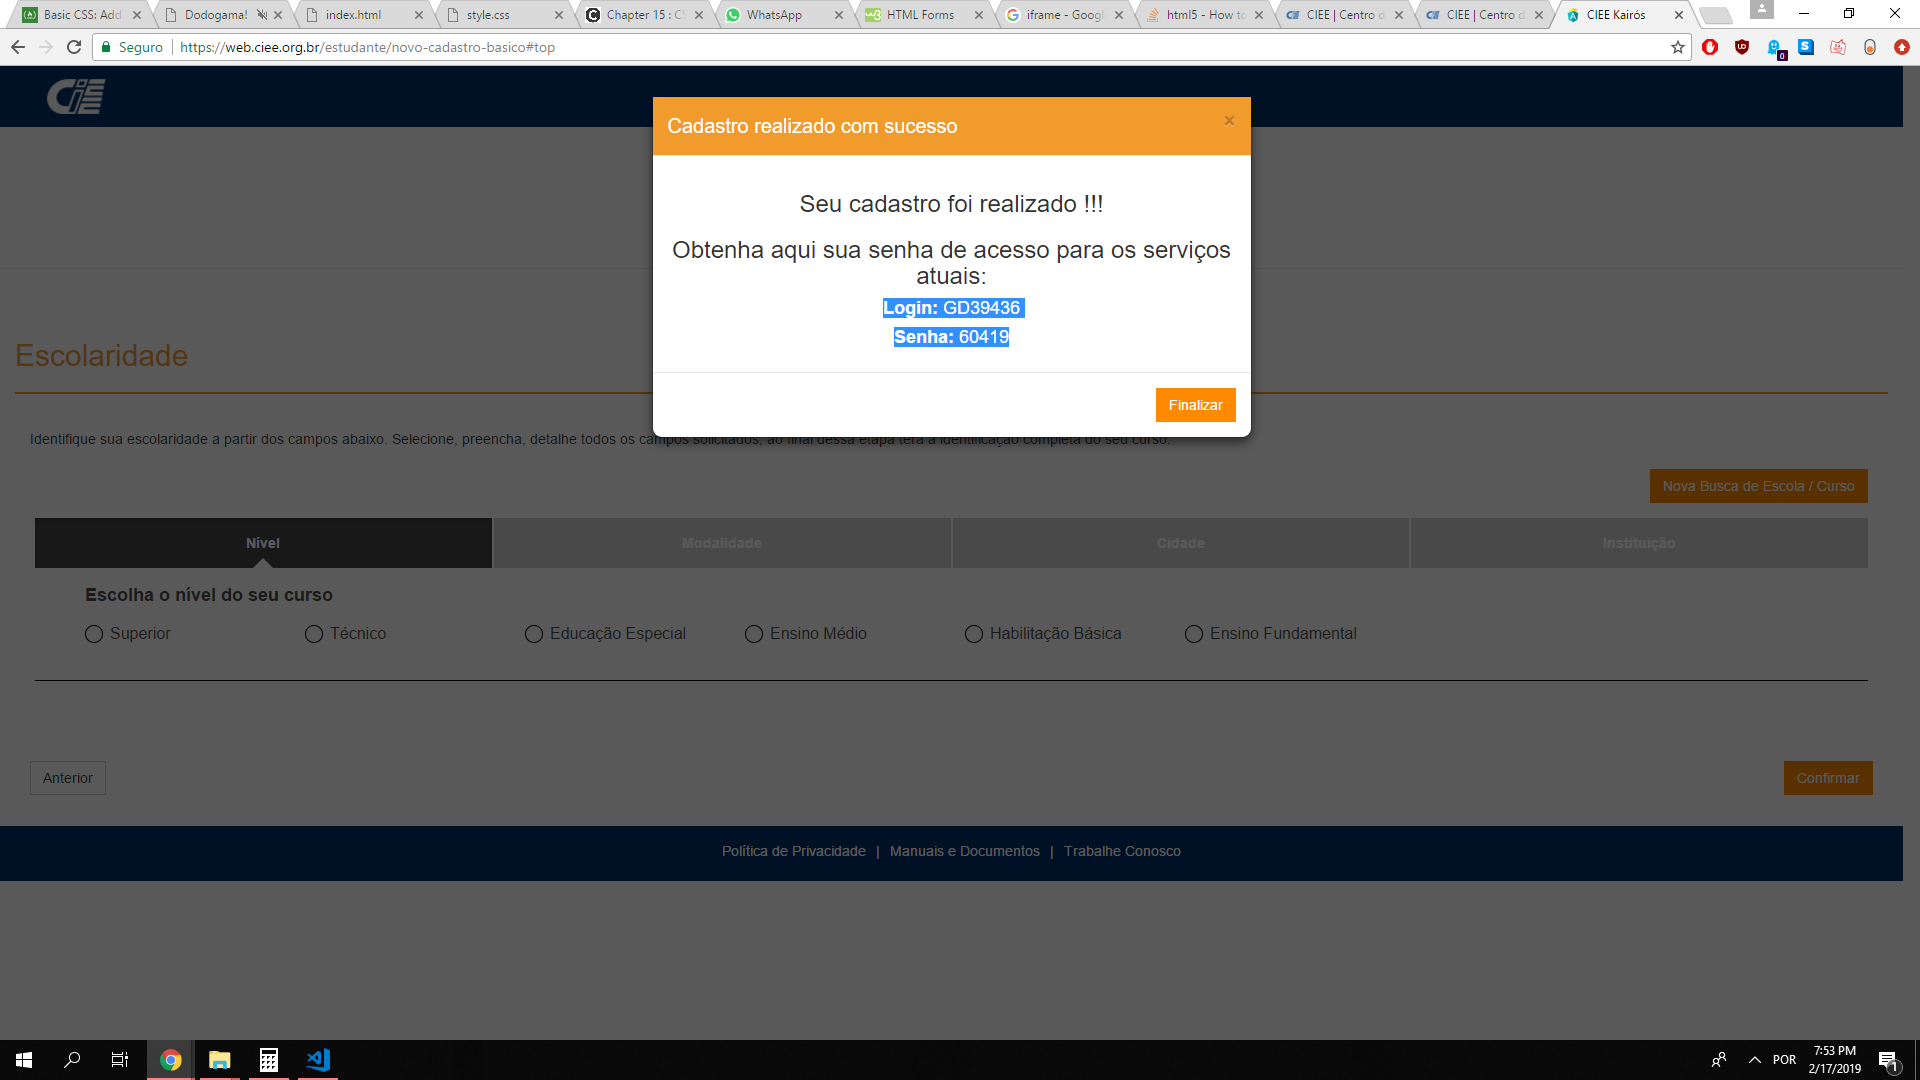 Basic CSS: Add
Dodogama!
index.html
style.css
Chapter 15 : CS
WhatsApp
HTML Forms
iframe - Googl
html5 - How to
CIEE | Centro d
CIEE | Centro d
CIEE Kairós
Seguro
https://web.ciee.org.br/estudante/novo-cadastro-basico#top
CIEE
Cadastro realizado com sucesso
×
Seu cadastro foi realizado !!!
Obtenha aqui sua senha de acesso para os serviços
atuais:
Login: GD39436
Senha: 60419
Finalizar
Escolaridade
Identifique sua escolaridade a partir dos campos abaixo. Selecione, preencha, detalhe todos os campos solicitados, ao final dessa etapa terá a identificação completa do seu curso.
Nova Busca de Escola / Curso
Nível
Modalidade
Cidade
Instituição
Escolha o nível do seu curso
Superior
Técnico
Educação Especial
Ensino Médio
Habilitação Básica
Ensino Fundamental
Anterior
Confirmar
Política de Privacidade | Manuais e Documentos | Trabalhe Conosco
POR
7:53 PM
2/17/2019
1